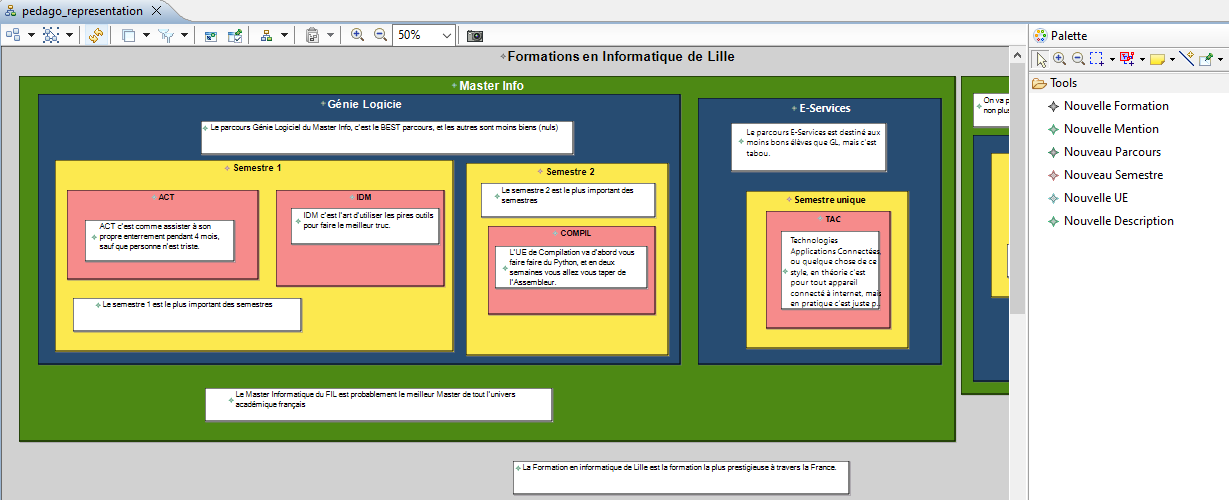 pedago_representation
50%
Formations en Informatique de Lille
Master Info
Génie Logicie
Le parcours Génie Logiciel du Master Info, c'est le BEST parcours, et les autres sont moins biens (nuls)
Semestre 1
ACT
ACT c'est comme assister à son
propre enterrement pendant 4 mois,
sauf que personne n'est triste.
IDM
IDM c'est l'art d'utiliser les pires outils
pour faire le meilleur truc.
Le semestre 1 est le plus important des semestres
Semestre 2
Le semestre 2 est le plus important des
semestres
COMPIL
L'UE de Compilation va d'abord vous
faire faire du Python, et en deux
semaines vous allez vous taper de
l'Assembleur.
E-Services
Le parcours E-Services est destiné aux
moins bons élèves que GL, mais c'est
tabou.
Semestre unique
TAC
Technologies
Applications Connectées,
ou quelque chose de ce
style, en théorie c'est
pour tout appareil
connecté à internet, mais
en pratique c'est juste p..
On va p
non plus
Le Master Informatique du FIL est probablement le meilleur Master de tout l'univers
académique français
La Formation en informatique de Lille est la formation la plus prestigieuse à travers la France.
Palette
Tools
Nouvelle Formation
Nouvelle Mention
Nouveau Parcours
Nouveau Semestre
Nouvelle UE
Nouvelle Description